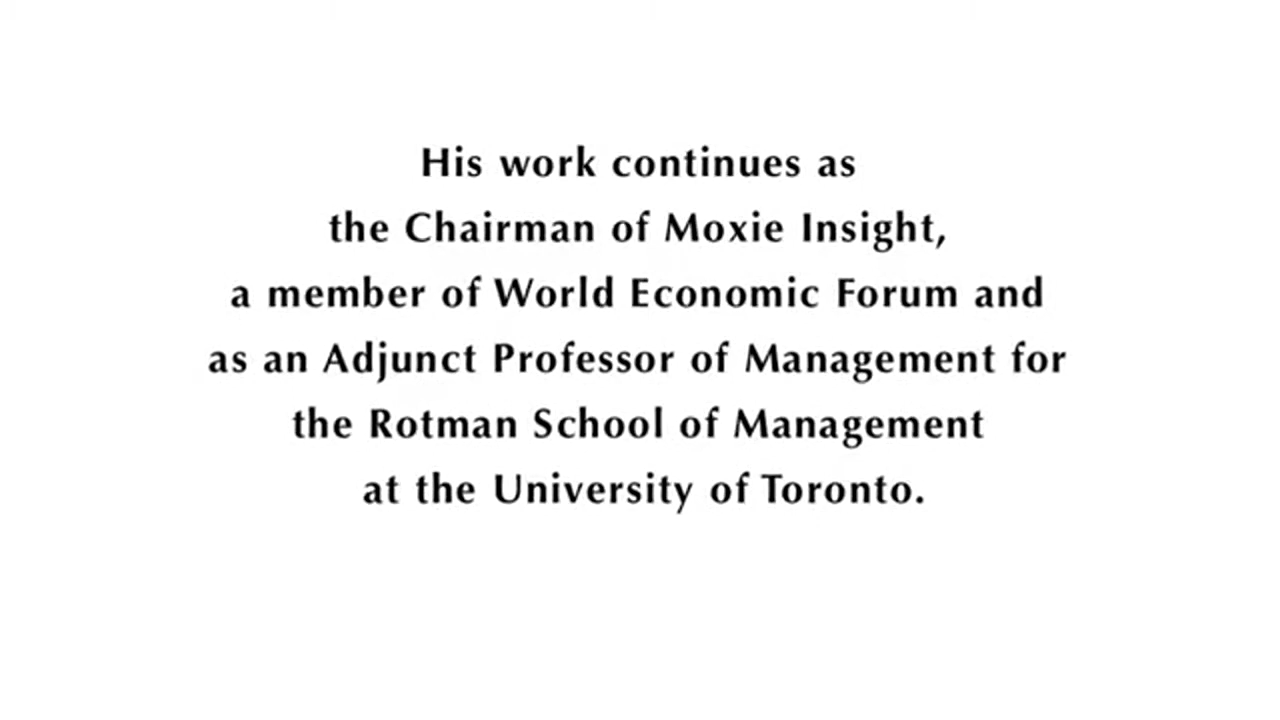 His work continues as
the Chairman of Moxie Insight,
a member of World Economic Forum and
as an Adjunct Professor of Management for
the Rotman School of Management
at the University of Toronto.